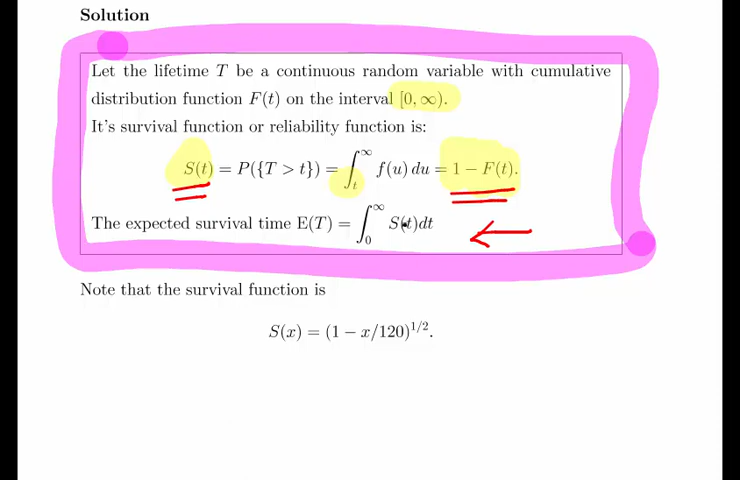 Solution
Let the lifetime T be a continuous random variable with cumulative
distribution function F(t) on the interval [0, ∞).
It's survival function or reliability function is:
S(t) = P({T > t}) = ∫_t^∞ f(u) du = 1 − F(t).
The expected survival time E(T) = ∫_0^∞ S(t)dt
Note that the survival function is
S(x) = (1 − x/120)^{1/2}.